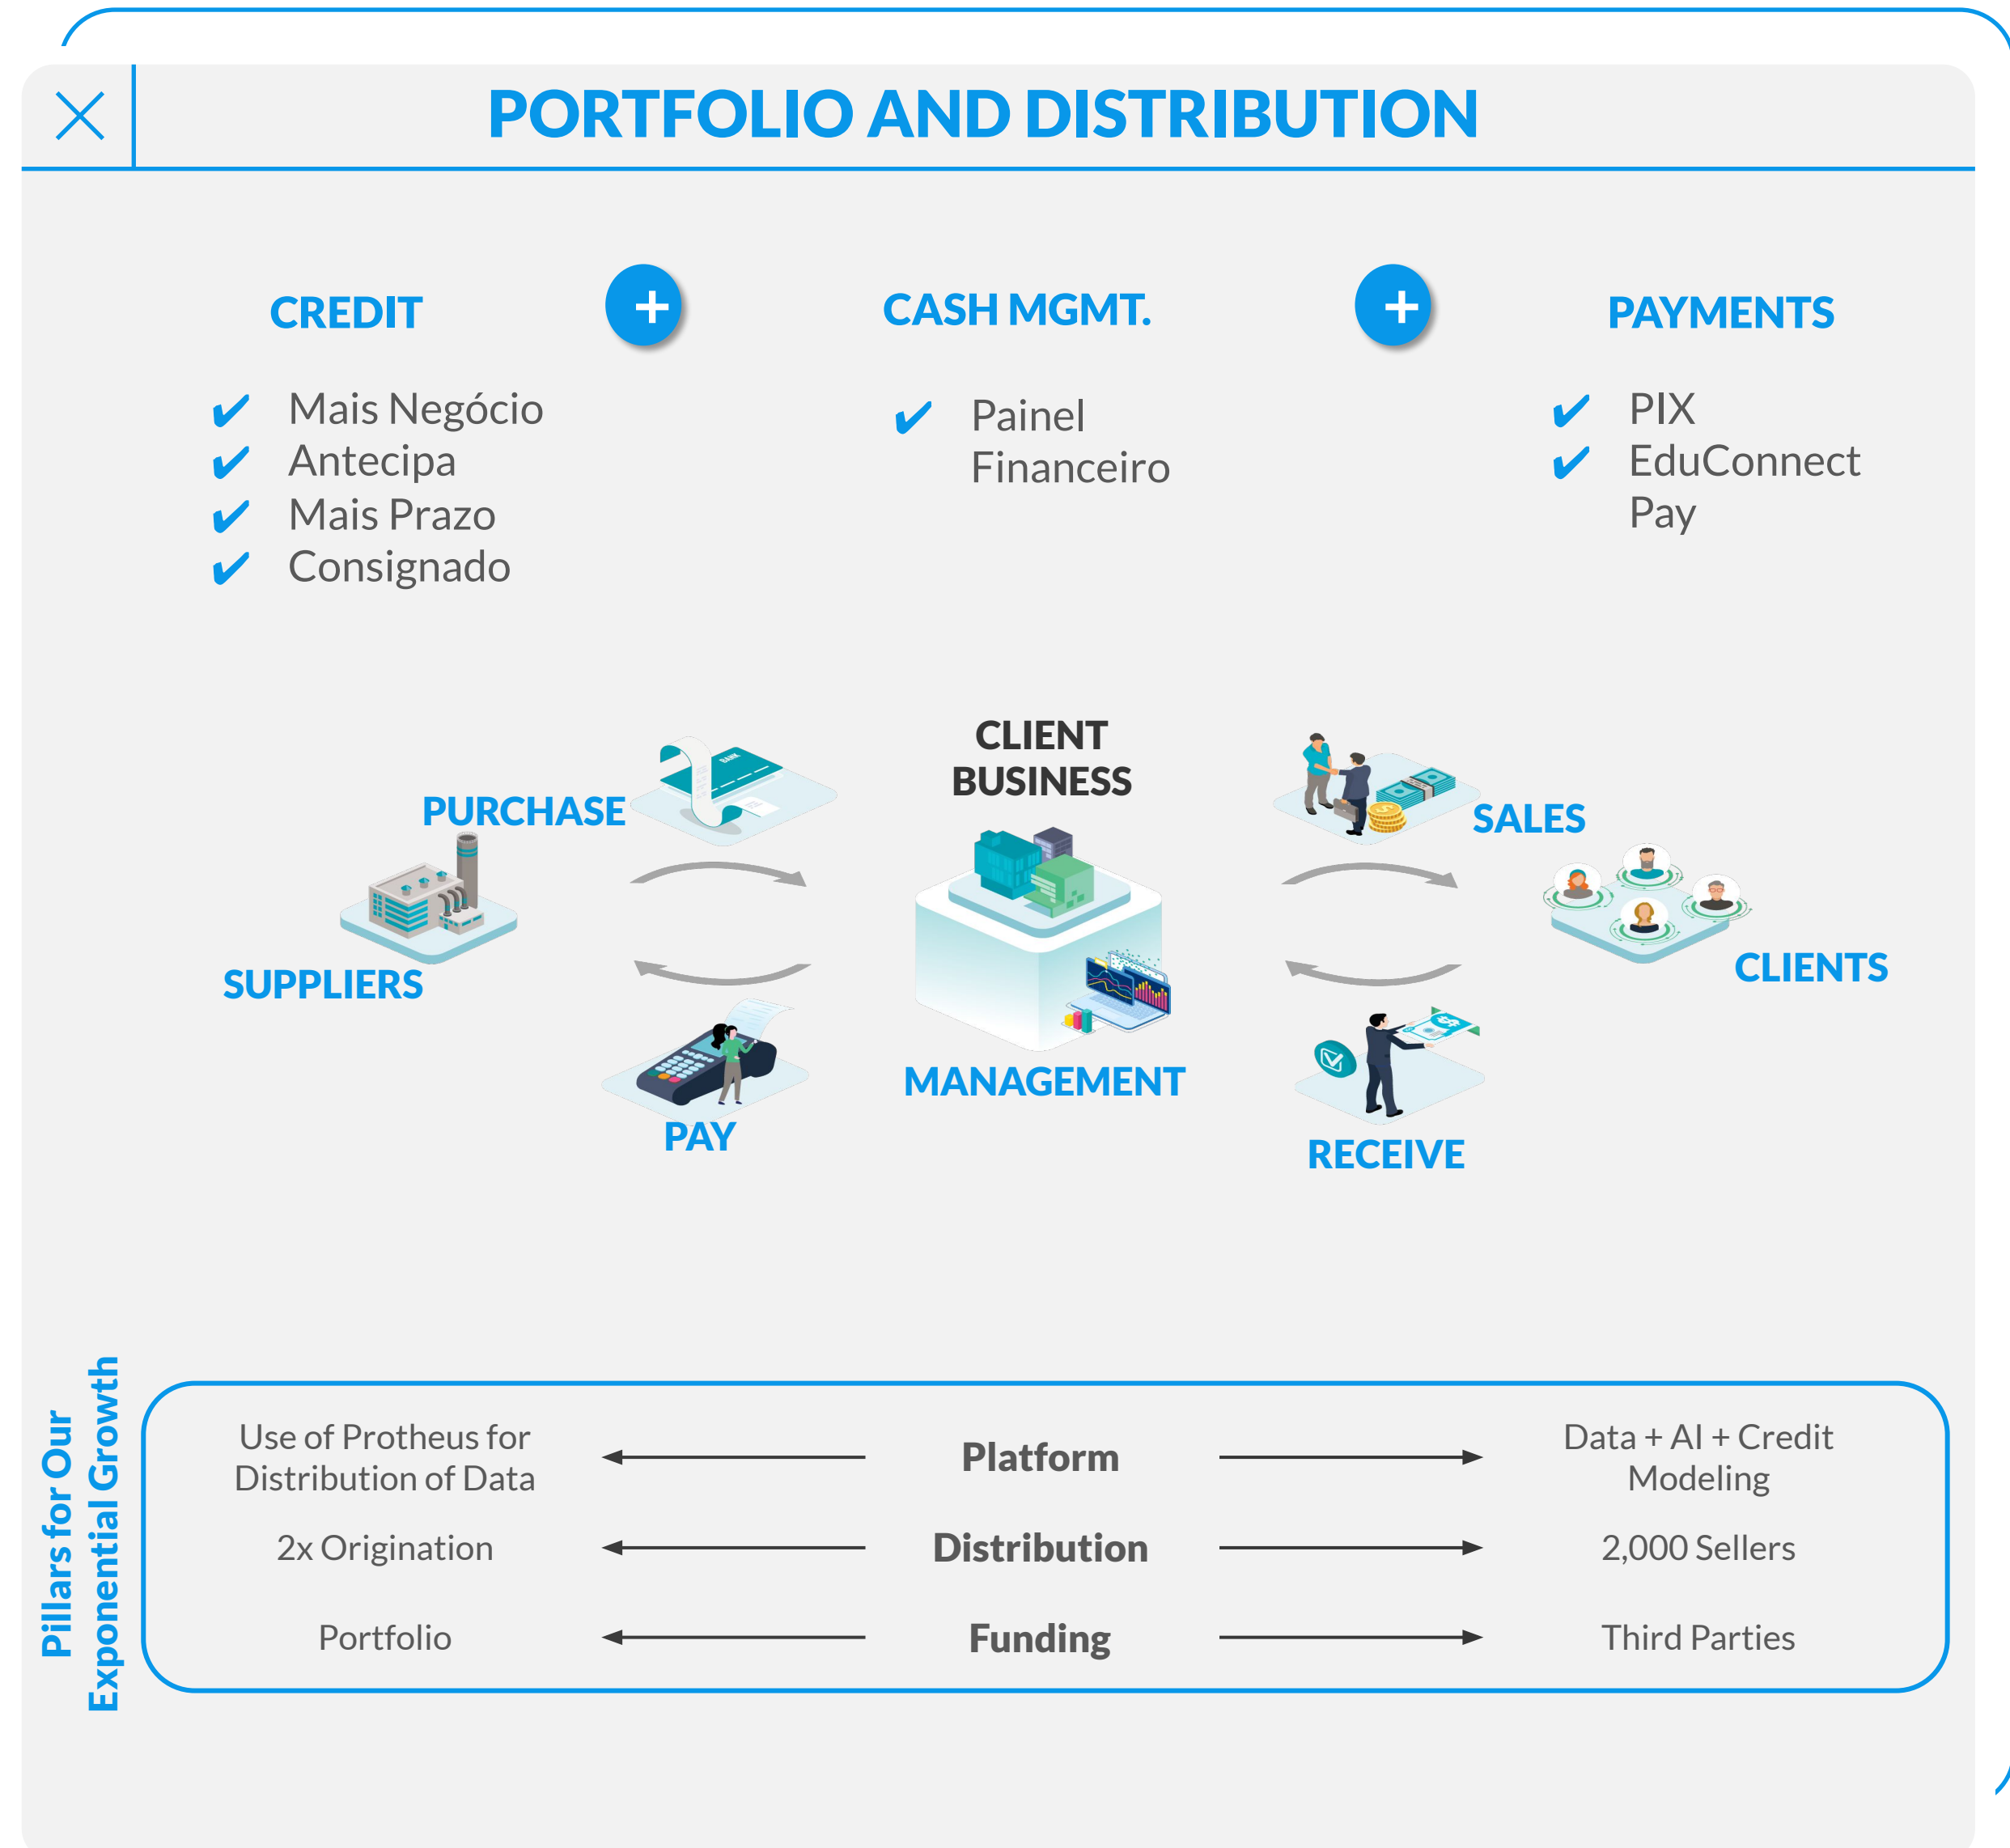 PORTFOLIO AND DISTRIBUTION
CREDIT
+
CASH MGMT.
+
PAYMENTS
✔ Mais Negócio
✔ Antecipa
✔ Mais Prazo
✔ Consignado
✔ Painel
Financeiro
✔ PIX
✔ EduConnect
Pay
CLIENT
BUSINESS
PURCHASE
BANK
SALES
SUPPLIERS
CLIENTS
MANAGEMENT
PAY
RECEIVE
Pillars for Our
Exponential Growth
Use of Protheus for
Distribution of Data
Platform
Data + AI + Credit
Modeling
2x Origination
Distribution
2,000 Sellers
Portfolio
Funding
Third Parties